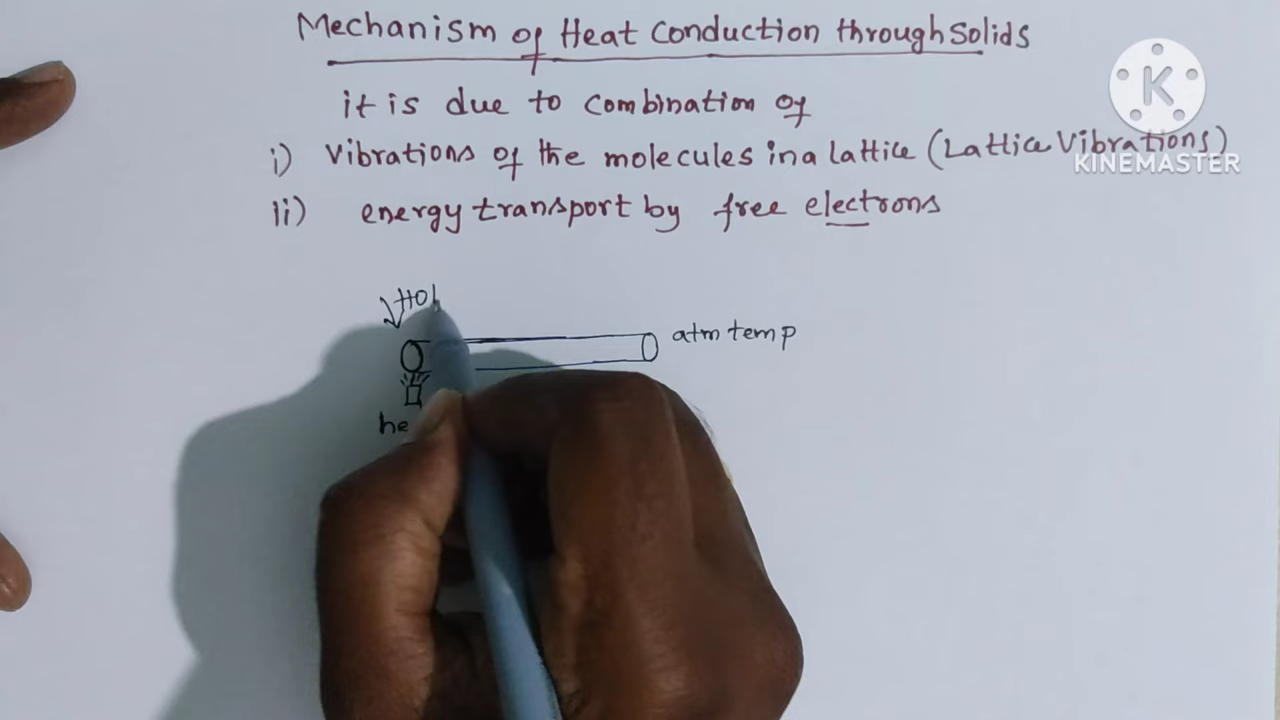 Mechanism of Heat Conduction through Solids
it is due to Combination of
i) Vibrations of the molecules in a lattice (Lattice Vibrations)
ii) energy transport by free electrons
K
KINEMASTER
atm temp